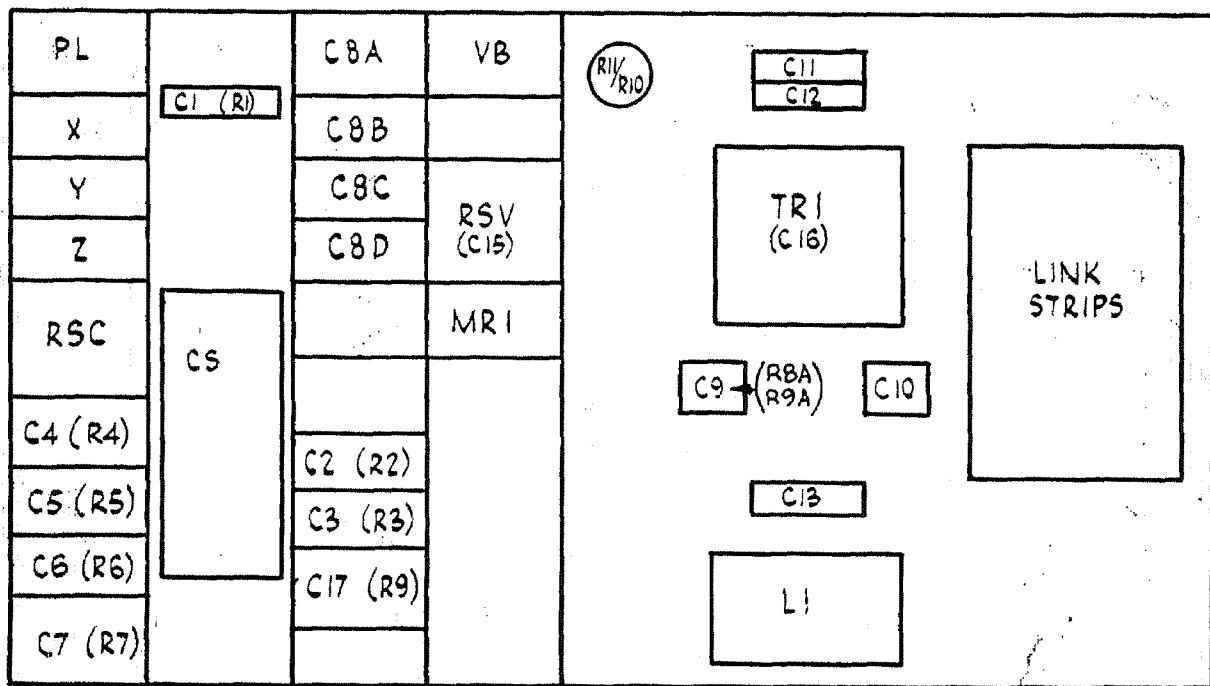 PL
X
Y
Z
RSC
C4 (R4)
C5 (R5)
C6 (R6)
C7 (R7)
C1 (R1)
CS
C8A
C8B
C8C
C8D
C2 (R2)
C3 (R3)
C17 (R9)
VB
RSV
(C15)
MR1
R11/R10
C11
C12
TR1
(C16)
C9
(R8A
R9A)
C10
C13
L1
LINK
STRIPS